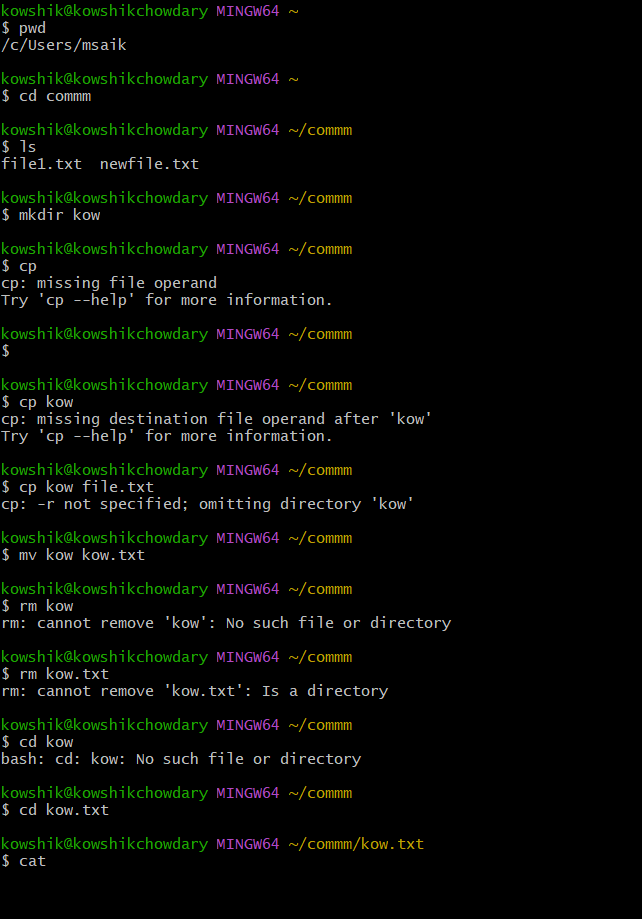 kowshik@kowshikchowdary MINGW64 ~
$ pwd
/c/Users/msaik
kowshik@kowshikchowdary MINGW64 ~
$ cd commm
kowshik@kowshikchowdary MINGW64 ~/commm
$ ls
file1.txt  newfile.txt
kowshik@kowshikchowdary MINGW64 ~/commm
$ mkdir kow
kowshik@kowshikchowdary MINGW64 ~/commm
$ cp
cp: missing file operand
Try 'cp --help' for more information.
kowshik@kowshikchowdary MINGW64 ~/commm
$
kowshik@kowshikchowdary MINGW64 ~/commm
$ cp kow
cp: missing destination file operand after 'kow'
Try 'cp --help' for more information.
kowshik@kowshikchowdary MINGW64 ~/commm
$ cp kow file.txt
cp: -r not specified; omitting directory 'kow'
kowshik@kowshikchowdary MINGW64 ~/commm
$ mv kow kow.txt
kowshik@kowshikchowdary MINGW64 ~/commm
$ rm kow
rm: cannot remove 'kow': No such file or directory
kowshik@kowshikchowdary MINGW64 ~/commm
$ rm kow.txt
rm: cannot remove 'kow.txt': Is a directory
kowshik@kowshikchowdary MINGW64 ~/commm
$ cd kow
bash: cd: kow: No such file or directory
kowshik@kowshikchowdary MINGW64 ~/commm
$ cd kow.txt
kowshik@kowshikchowdary MINGW64 ~/commm/kow.txt
$ cat